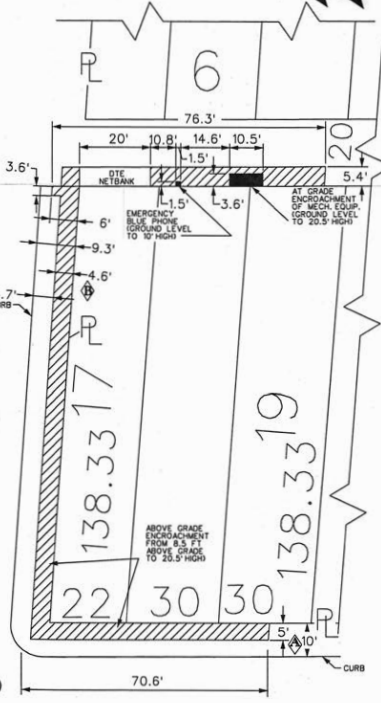 PL
6
76.3'
20
20'
10.8'
14.6'
10.5'
1.5'
3.6'
DTE
NETBANK
5.4'
EMERGENCY
BLUE PHONE
(GROUND LEVEL
TO 10' HIGH)
1.5'
3.6'
AT GRADE
ENCROACHMENT
OF MECH. EQUIP.
(GROUND LEVEL
TO 20.5' HIGH)
6'
9.3'
4.6'
.7'
B
PL
17
138.33
19
138.33
ABOVE GRADE
ENCROACHMENT
FROM 8.5 FT
ABOVE GRADE
TO 20.5' HIGH)
22
30
30
PL
5'
A
10'
CURB
70.6'